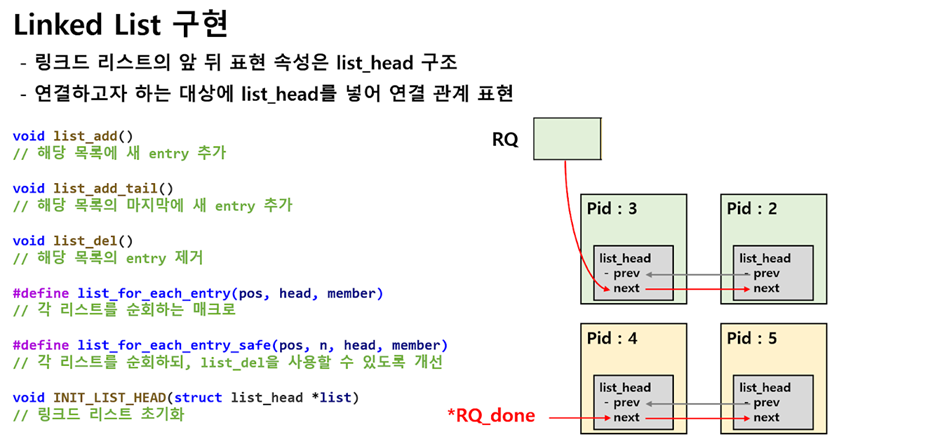 Linked List 구현
- 링크드 리스트의 앞 뒤 표현 속성은 list_head 구조
- 연결하고자 하는 대상에 list_head를 넣어 연결 관계 표현
void list_add()
// 해당 목록에 새 entry 추가
void list_add_tail()
// 해당 목록의 마지막에 새 entry 추가
void list_del()
// 해당 목록의 entry 제거
#define list_for_each_entry(pos, head, member)
// 각 리스트를 순회하는 매크로
#define list_for_each_entry_safe(pos, n, head, member)
// 각 리스트를 순회하되, list_del을 사용할 수 있도록 개선
void INIT_LIST_HEAD(struct list_head *list)
// 링크드 리스트 초기화
RQ
Pid : 3
list_head
- prev
- next
Pid : 2
list_head
- prev
- next
Pid : 4
list_head
- prev
- next
Pid : 5
list_head
- prev
- next
*RQ_done